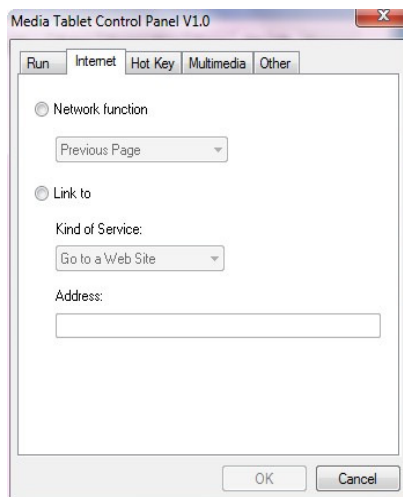 Media Tablet Control Panel V1.0
Run Internet Hot Key Multimedia Other
Network function
Previous Page
Link to
Kind of Service:
Go to a Web Site
Address:
OK Cancel